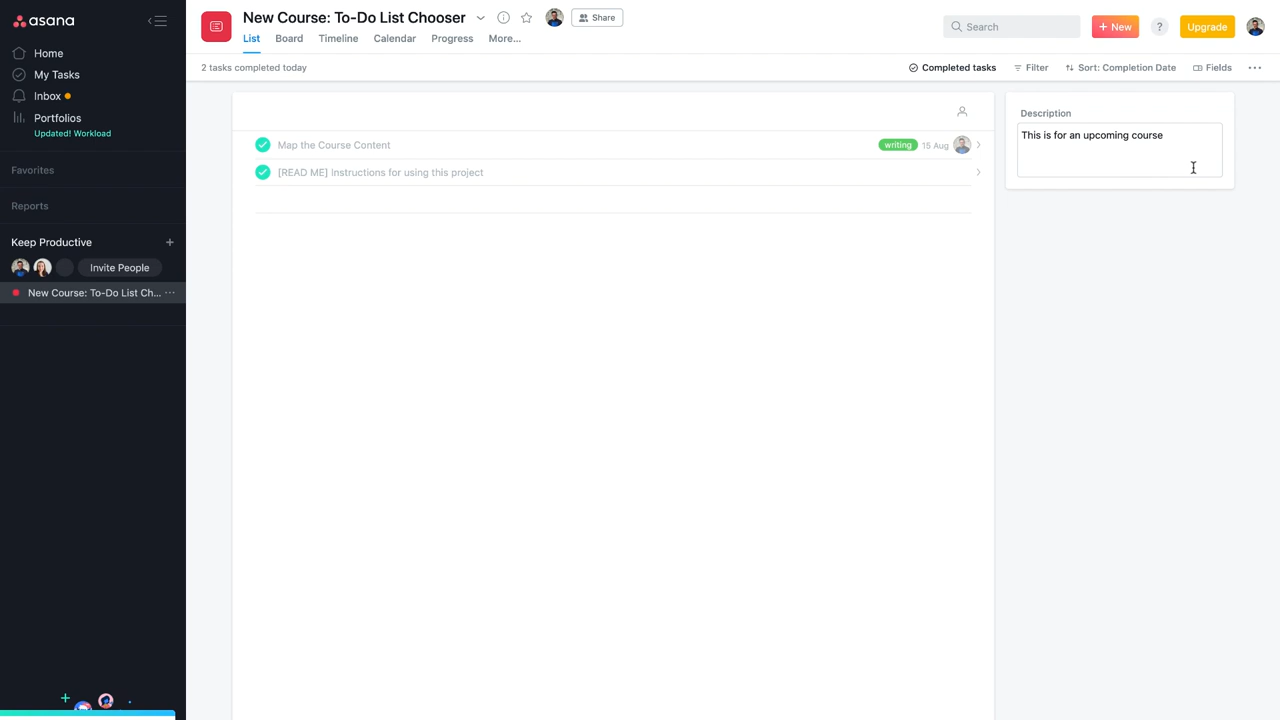 asana
Home
My Tasks
Inbox
Portfolios
Updated! Workload
Favorites
Reports
Keep Productive
Invite People
New Course: To-Do List Ch...
New Course: To-Do List Chooser
Share
List Board Timeline Calendar Progress More...
Search
+ New
?
Upgrade
2 tasks completed today
Completed tasks
Filter
Sort: Completion Date
Fields
Map the Course Content writing 15 Aug
[READ ME] Instructions for using this project
Description
This is for an upcoming course